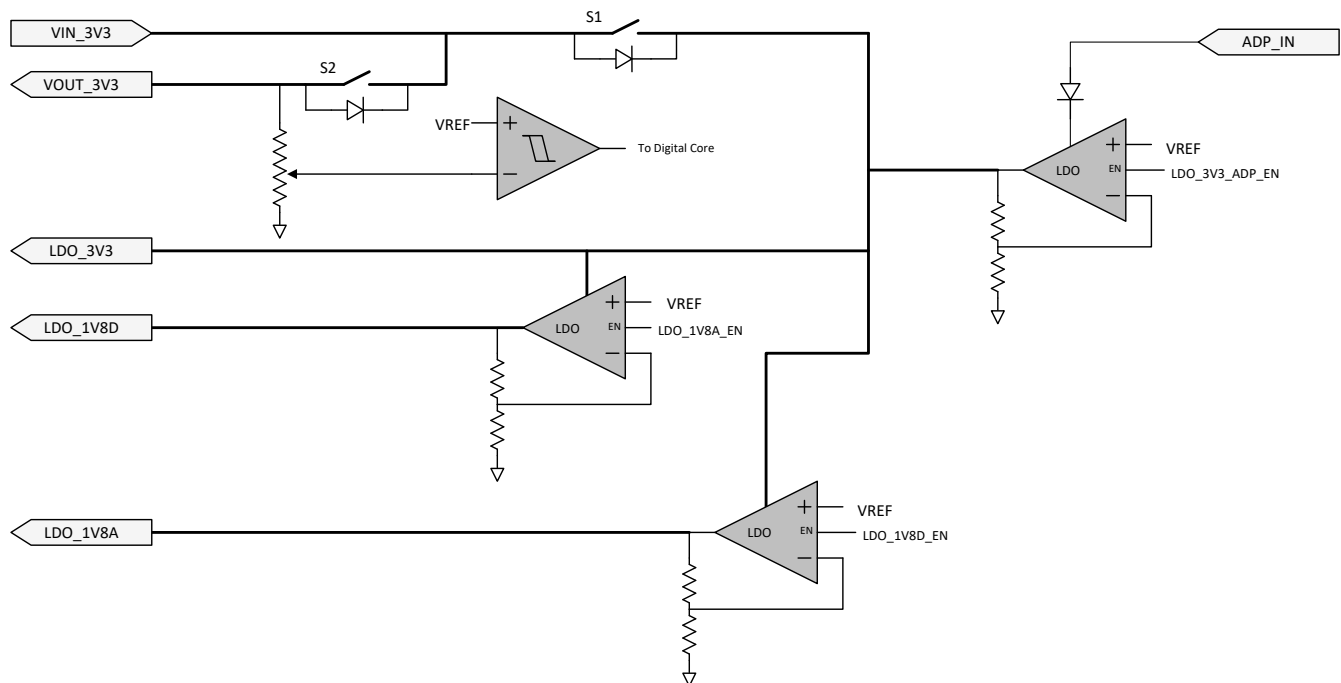 S1
VIN_3V3
ADP_IN
S2
VOUT_3V3
VREF
+
To Digital Core
−
+
VREF
LDO
EN
LDO_3V3_ADP_EN
−
LDO_3V3
+
VREF
LDO_1V8D
LDO
EN
LDO_1V8A_EN
−
+
VREF
LDO_1V8A
LDO
EN
LDO_1V8D_EN
−